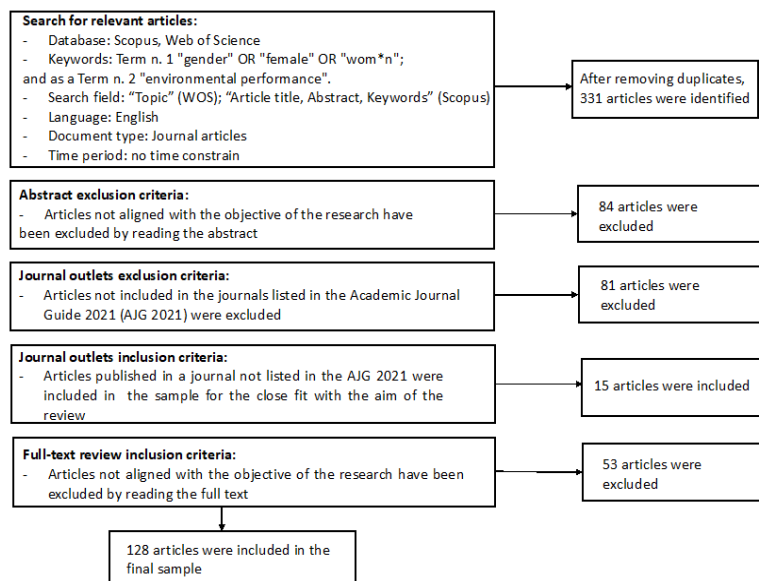 Search for relevant articles:
- Database: Scopus, Web of Science
- Keywords: Term n. 1 "gender" OR "female" OR "wom*n";
and as a Term n. 2 "environmental performance".
- Search field: “Topic” (WOS); “Article title, Abstract, Keywords” (Scopus)
- Language: English
- Document type: Journal articles
- Time period: no time constrain
After removing duplicates,
331 articles were identified
Abstract exclusion criteria:
- Articles not aligned with the objective of the research have
been excluded by reading the abstract
84 articles were
excluded
Journal outlets exclusion criteria:
- Articles not included in the journals listed in the Academic Journal
Guide 2021 (AJG 2021) were excluded
81 articles were
excluded
Journal outlets inclusion criteria:
- Articles published in a journal not listed in the AJG 2021 were
included in the sample for the close fit with the aim of the
review
15 articles were included
Full-text review inclusion criteria:
- Articles not aligned with the objective of the research have been
excluded by reading the full text
53 articles were
excluded
128 articles were included in the
final sample